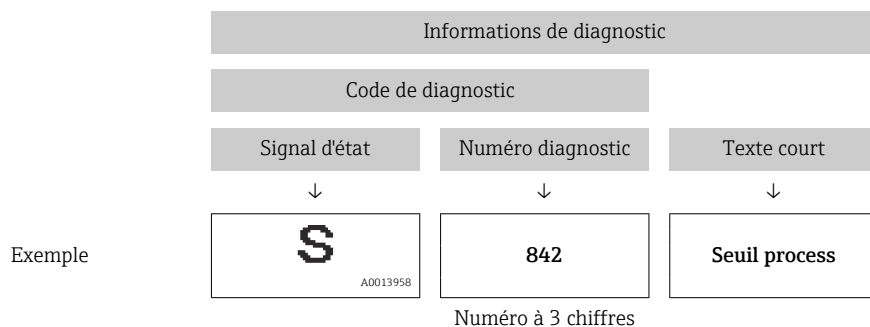 Informations de diagnostic
Code de diagnostic
Signal d'état Numéro diagnostic Texte court
↓ ↓ ↓
Exemple S 842 Seuil process
A0013958
Numéro à 3 chiffres